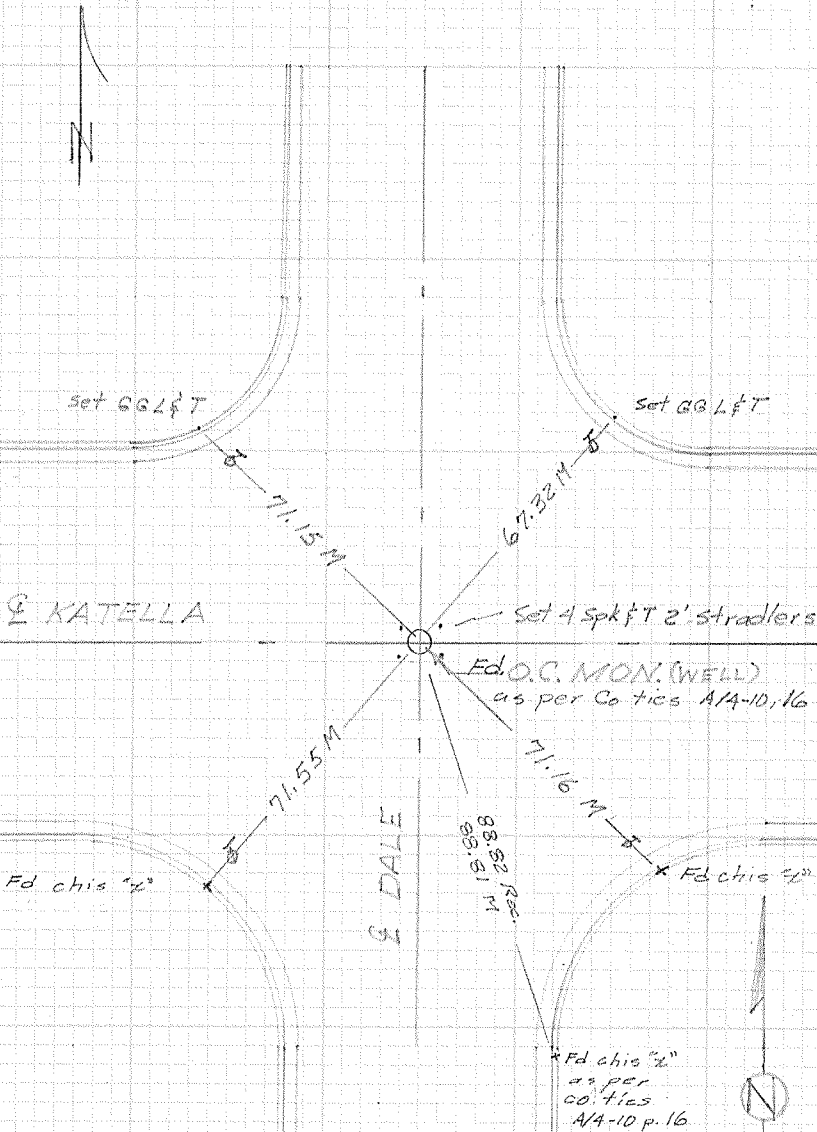 N
Set GGL&T
Set GGL&T
71.15 M
67.32 M
℄ KATELLA
Set 4 Spk & T 2' Stradlers
Fd. O.C. MON. (WELL)
as per Co ties A/A-10, 16
71.55 M
71.16 M
88.82 Rec.
88.81 M
℄ DALE
Fd chis "x"
Fd chis "x"
Fd chis "x"
as per
co. ties
A/A-10 p. 16
N